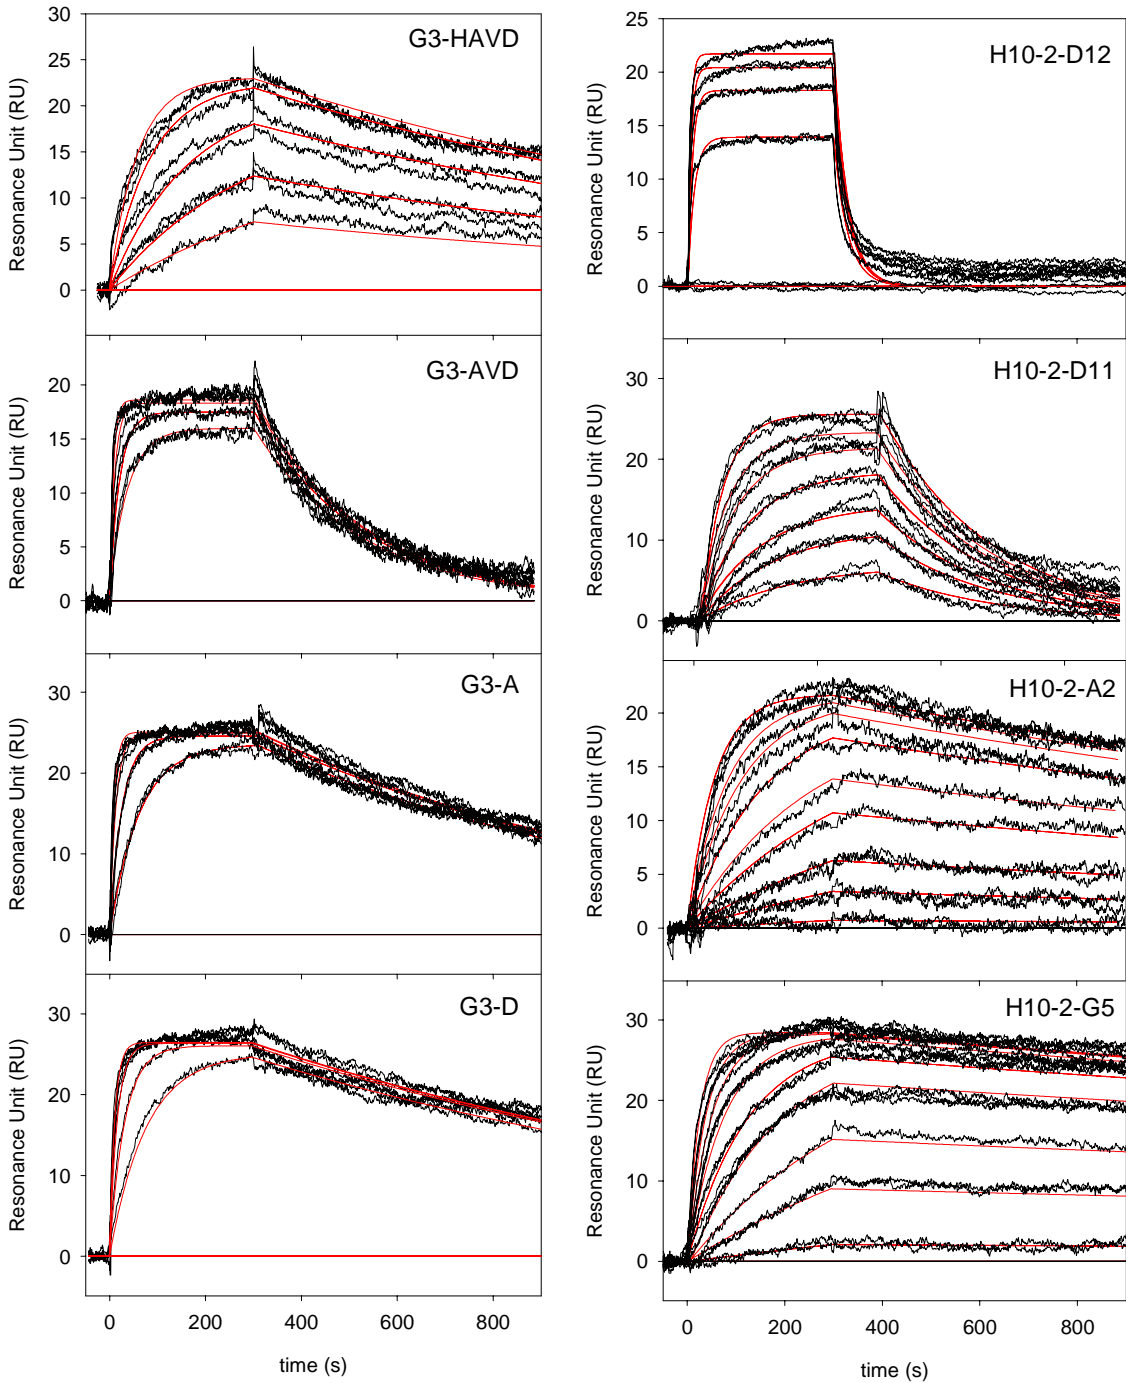 G3-HAVD
Resonance Unit (RU)
30
25
20
15
10
5
0
G3-AVD
Resonance Unit (RU)
20
15
10
5
0
G3-A
Resonance Unit (RU)
30
20
10
0
G3-D
Resonance Unit (RU)
30
20
10
0
0 200 400 600 800
time (s)
H10-2-D12
Resonance Unit (RU)
25
20
15
10
5
0
H10-2-D11
Resonance Unit (RU)
30
20
10
0
H10-2-A2
Resonance Unit (RU)
20
15
10
5
0
H10-2-G5
Resonance Unit (RU)
30
20
10
0
0 200 400 600 800
time (s)